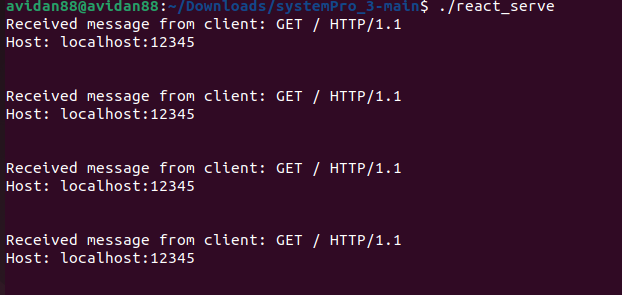 avidan88@avidan88:~/Downloads/systemPro_3-main$ ./react_serve
Received message from client: GET / HTTP/1.1
Host: localhost:12345
Received message from client: GET / HTTP/1.1
Host: localhost:12345
Received message from client: GET / HTTP/1.1
Host: localhost:12345
Received message from client: GET / HTTP/1.1
Host: localhost:12345